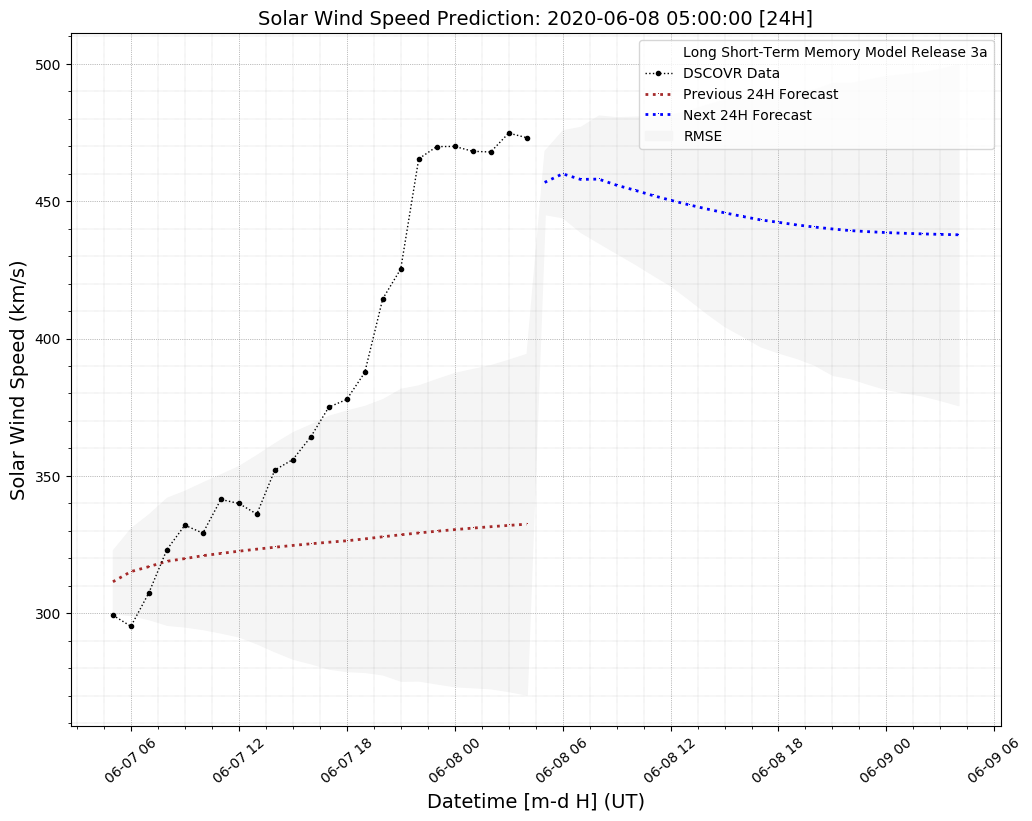 Solar Wind Speed Prediction: 2020-06-08 05:00:00 [24H]
Long Short-Term Memory Model Release 3a
DSCOVR Data
Previous 24H Forecast
Next 24H Forecast
RMSE
Solar Wind Speed (km/s)
500
450
400
350
300
06-07 06
06-07 12
06-07 18
06-08 00
06-08 06
06-08 12
06-08 18
06-09 00
06-09 06
Datetime [m-d H] (UT)